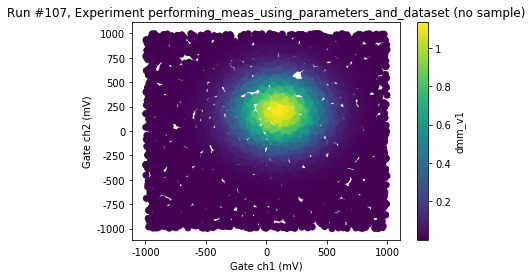 Run #107, Experiment performing_meas_using_parameters_and_dataset (no sample)
1000
750
500
250
0
-250
-500
-750
-1000
Gate ch2 (mV)
-1000 -500 0 500 1000
Gate ch1 (mV)
1
0.8
0.6
0.4
0.2
dmm_v1